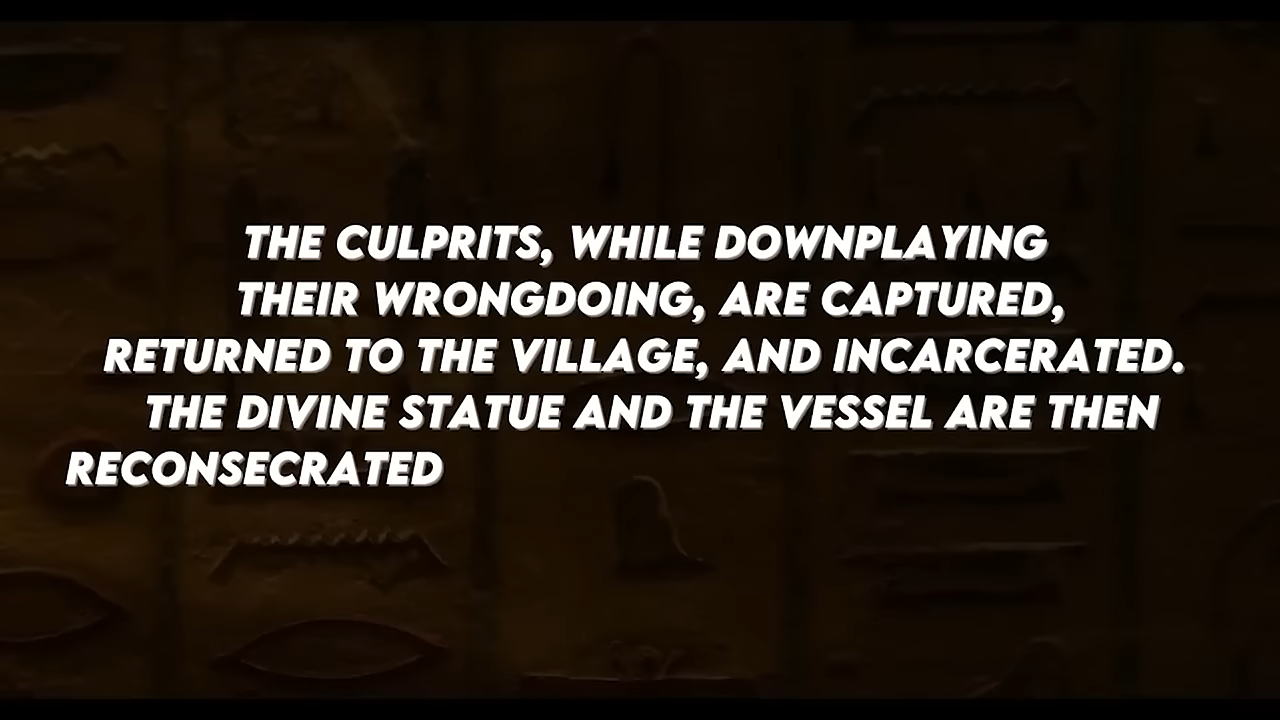 THE CULPRITS, WHILE DOWNPLAYING
THEIR WRONGDOING, ARE CAPTURED,
RETURNED TO THE VILLAGE, AND INCARCERATED.
THE DIVINE STATUE AND THE VESSEL ARE THEN
RECONSECRATED